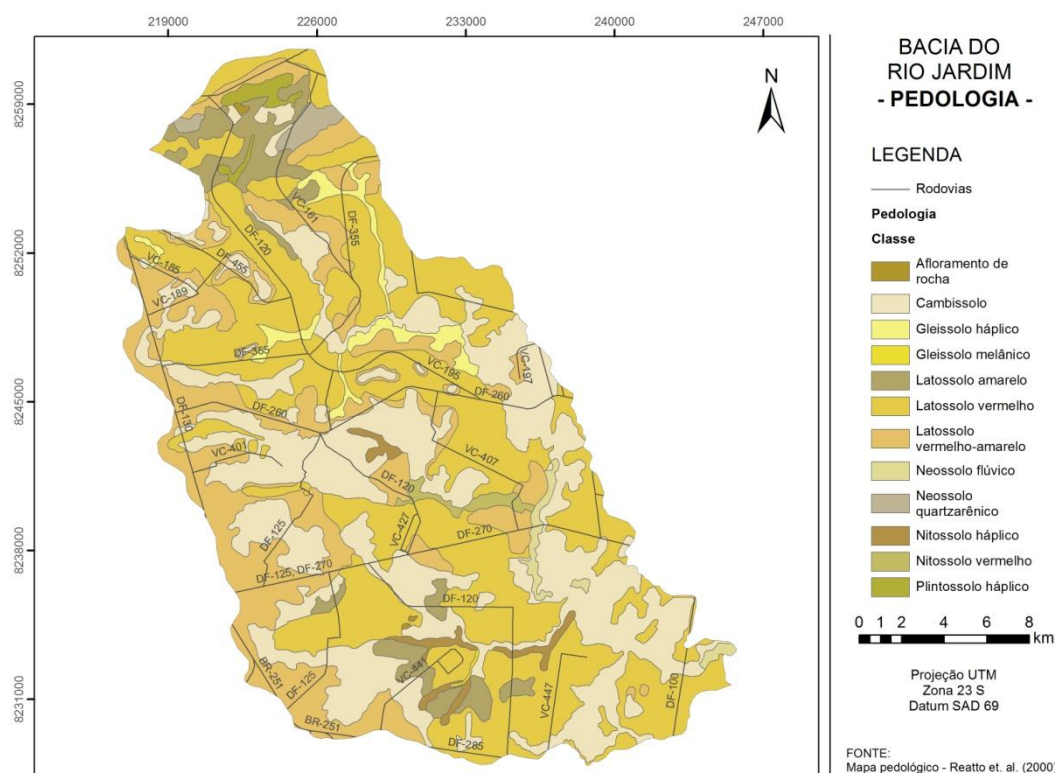 219000
226000
233000
240000
247000
8259000
8252000
8245000
8238000
8231000
N
VC-161
DF-355
DF-120
DF-455
VC-185
VC-189
DF-355
VC-195
VC-197
DF-260
DF-130
DF-260
VC-401
VC-407
DF-120
VC-427
DF-270
DF-125
DF-125, DF-270
DF-120
BR-251
DF-125
VC-441
VC-447
DF-100
BR-251
DF-285
BACIA DO
RIO JARDIM
- PEDOLOGIA -
LEGENDA
Rodovias
Pedologia
Classe
Afloramento de
rocha
Cambissolo
Gleissolo háplico
Gleissolo melânico
Latossolo amarelo
Latossolo vermelho
Latossolo
vermelho-amarelo
Neossolo flúvico
Neossolo
quartzarênico
Nitossolo háplico
Nitossolo vermelho
Plintossolo háplico
0 1 2 4 6 8
km
Projeção UTM
Zona 23 S
Datum SAD 69
FONTE:
Mapa pedológico - Reatto et. al. (2000)